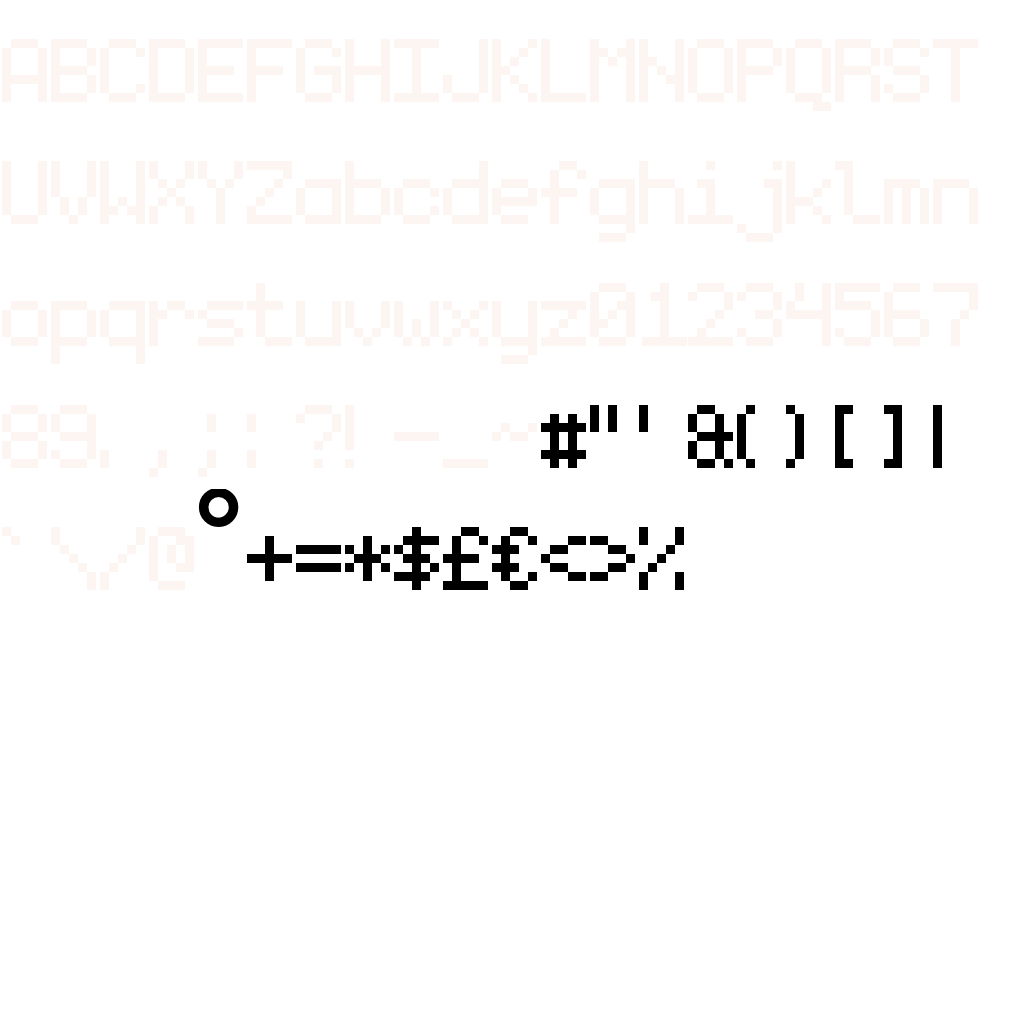 ABCDEFGHIJKLMNOPQRST
UVWXYZabcdefghijklmn
opqrstuvwxyz01234567
89.,;:?!-_~#"'&()[]|
`\/@°+=*$£€<>%